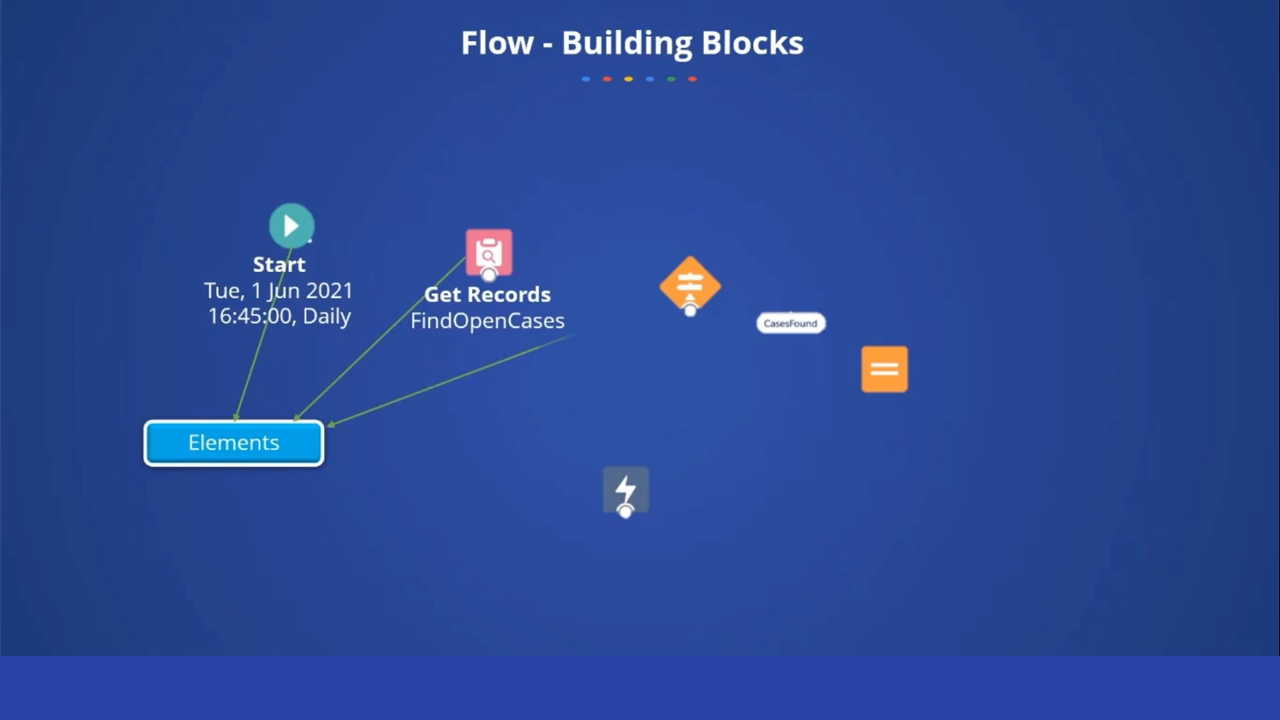 Flow - Building Blocks
Start
Tue, 1 Jun 2021
16:45:00, Daily
Get Records
FindOpenCases
CasesFound
Elements